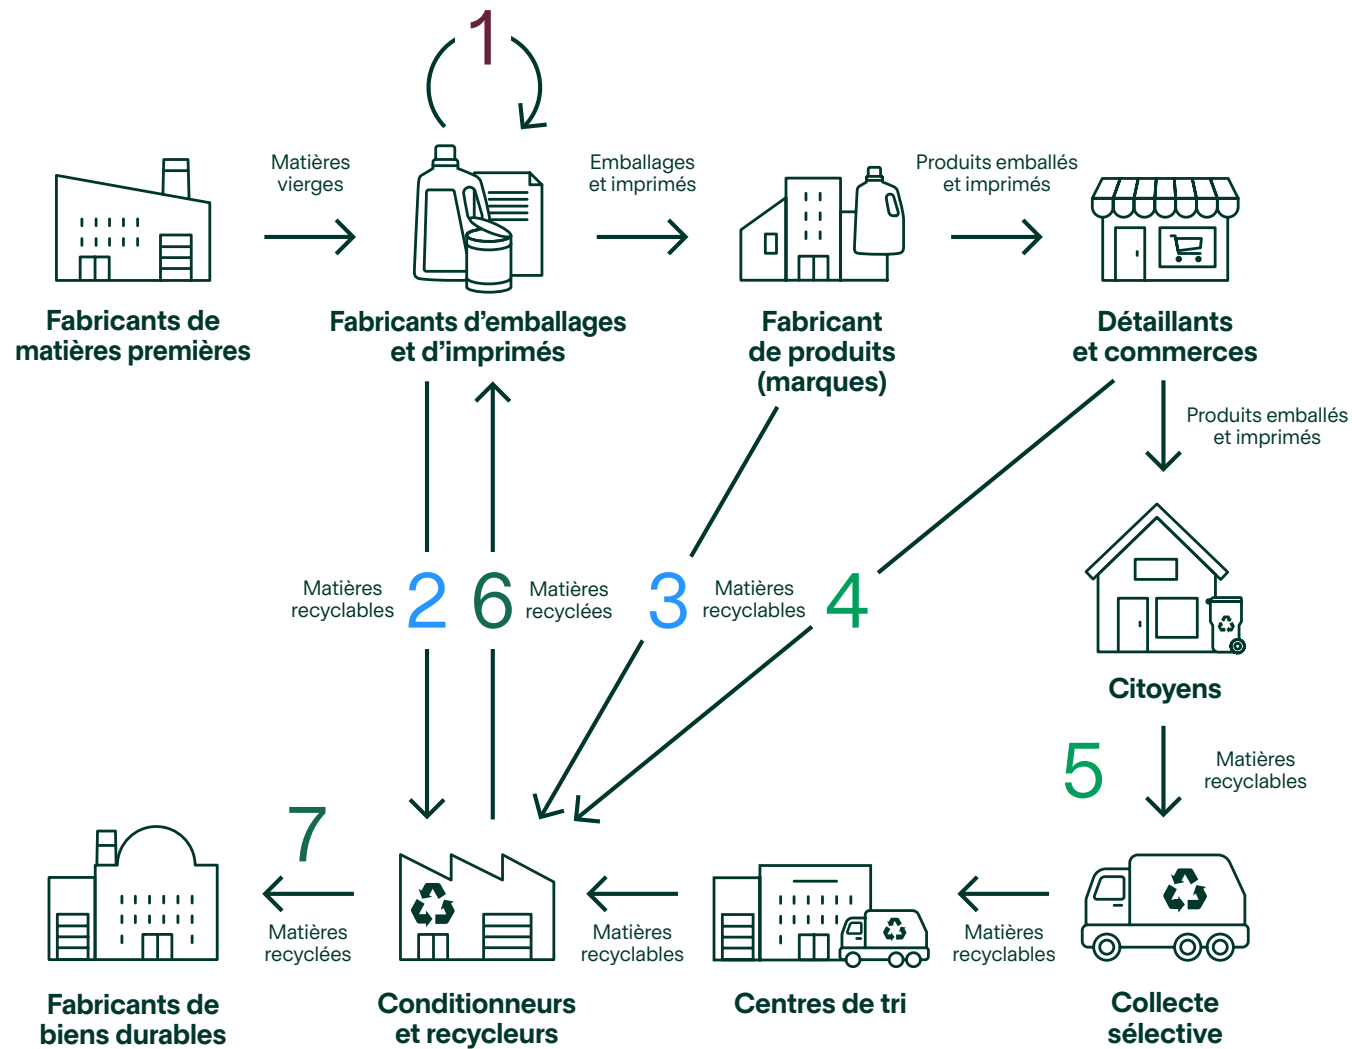 1
Matières
vierges
Emballages
et imprimés
Produits emballés
et imprimés
Fabricants de
matières premières
Fabricants d’emballages
et d’imprimés
Fabricant
de produits
(marques)
Détaillants
et commerces
Produits emballés
et imprimés
Matières
recyclables
2
6
Matières
recyclées
3
Matières
recyclables
4
Citoyens
5
Matières
recyclables
7
Matières
recyclée
Matières
recyclables
Matières
recyclables
Fabricants de
biens durables
Conditionneurs
et recycleurs
Centres de tri
Collecte
sélective